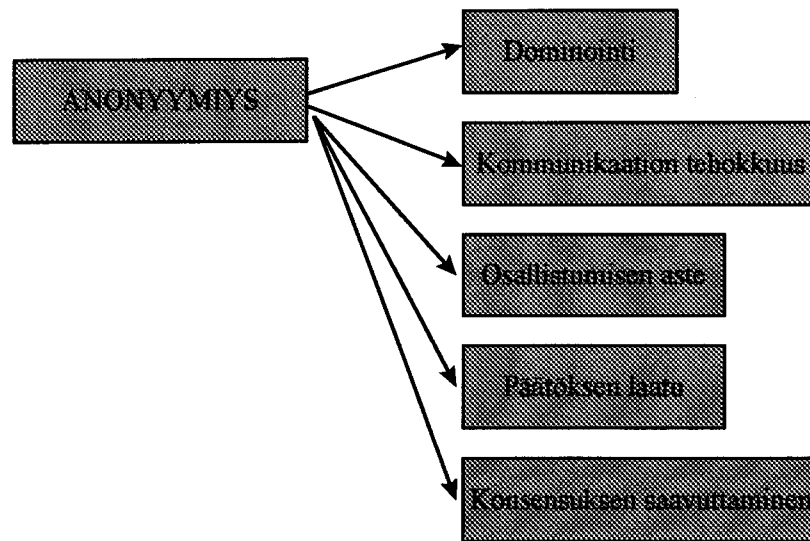 ANONYYMIYS
Dominointi
Kommunikaation tehokkuus
Osallistumisen aste
Päätöksen laatu
Konsensuksen saavuttaminen